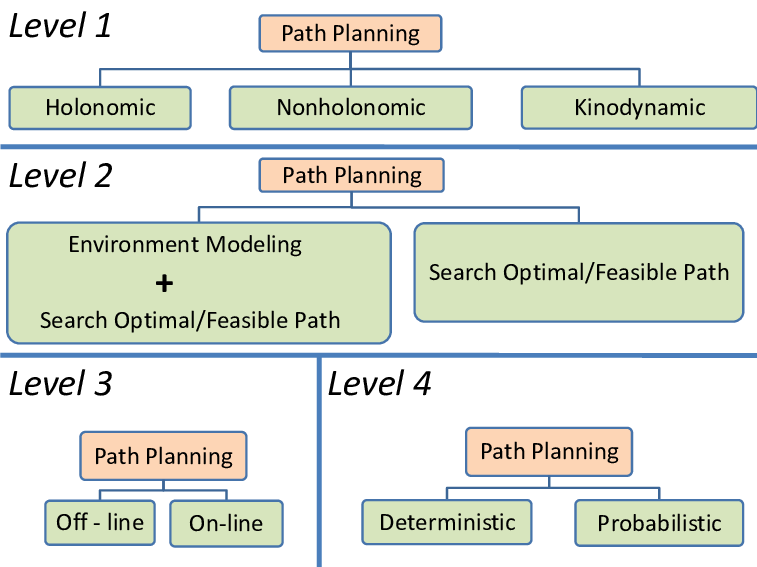 Level 1
Path Planning
Holonomic
Nonholonomic
Kinodynamic
Level 2
Path Planning
Environment Modeling
+
Search Optimal/Feasible Path
Search Optimal/Feasible Path
Level 3
Path Planning
Off - line
On-line
Level 4
Path Planning
Deterministic
Probabilistic